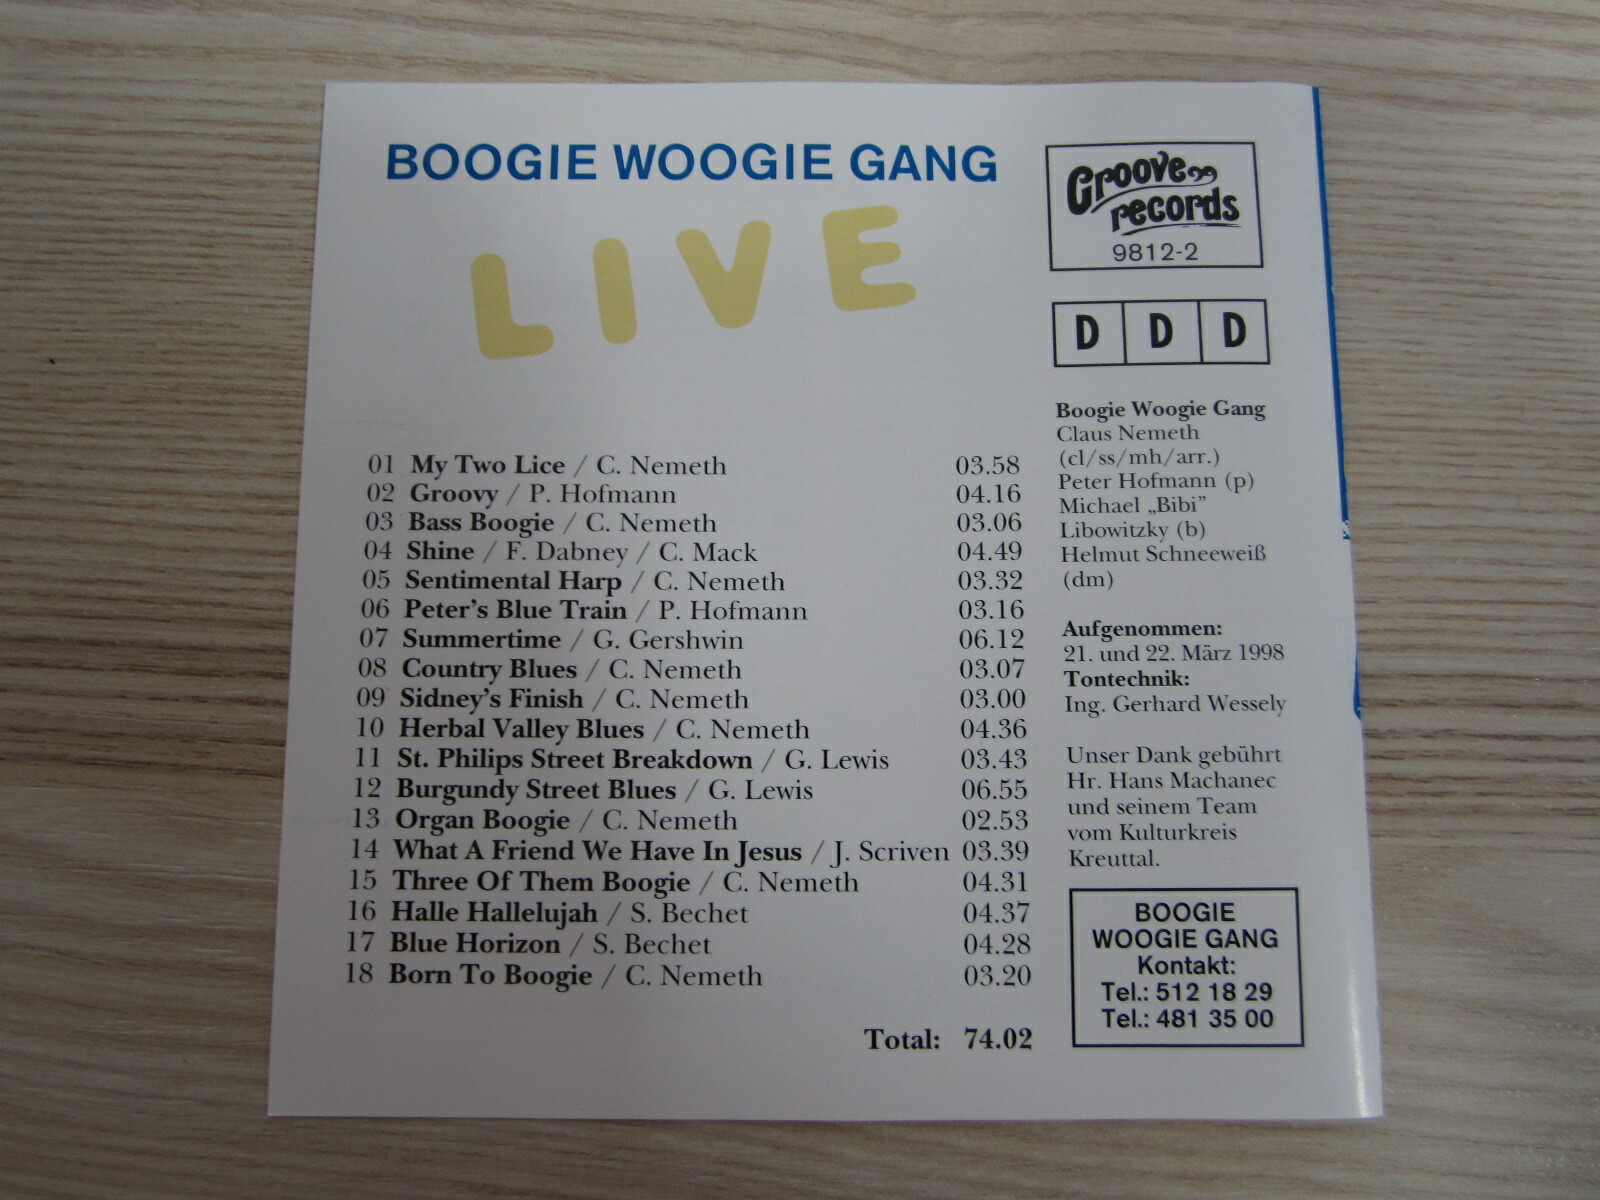 BOOGIE WOOGIE GANG
LIVE
01 My Two Lice / C. Nemeth 03.58
02 Groovy / P. Hofmann 04.16
03 Bass Boogie / C. Nemeth 03.06
04 Shine / F. Dabney / C. Mack 04.49
05 Sentimental Harp / C. Nemeth 03.32
06 Peter's Blue Train / P. Hofmann 03.16
07 Summertime / G. Gershwin 06.12
08 Country Blues / C. Nemeth 03.07
09 Sidney's Finish / C. Nemeth 03.00
10 Herbal Valley Blues / C. Nemeth 04.36
11 St. Philips Street Breakdown / G. Lewis 03.43
12 Burgundy Street Blues / G. Lewis 06.55
13 Organ Boogie / C. Nemeth 02.53
14 What A Friend We Have In Jesus / J. Scriven 03.39
15 Three Of Them Boogie / C. Nemeth 04.31
16 Halle Hallelujah / S. Bechet 04.37
17 Blue Horizon / S. Bechet 04.28
18 Born To Boogie / C. Nemeth 03.20
Total: 74.02
Groove
records
9812-2
D D D
Boogie Woogie Gang
Claus Nemeth
(cl/ss/mh/arr.)
Peter Hofmann (p)
Michael „Bibi”
Libowitzky (b)
Helmut Schneeweiß
(dm)
Aufgenommen:
21. und 22. März 1998
Tontechnik:
Ing. Gerhard Wessely
Unser Dank gebührt
Hr. Hans Machanec
und seinem Team
vom Kulturkreis
Kreuttal.
BOOGIE
WOOGIE GANG
Kontakt:
Tel.: 512 18 29
Tel.: 481 35 00